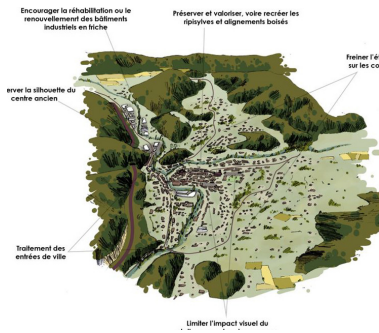 Encourager la réhabilitation ou le
renouvellement des bâtiments
industriels en friche
Préserver et valoriser, voire recréer les
ripisylves et alignements boisés
Freiner l'é
sur les co
erver la silhouette du
centre ancien
Traitement des
entrées de ville
Limiter l'impact visuel du